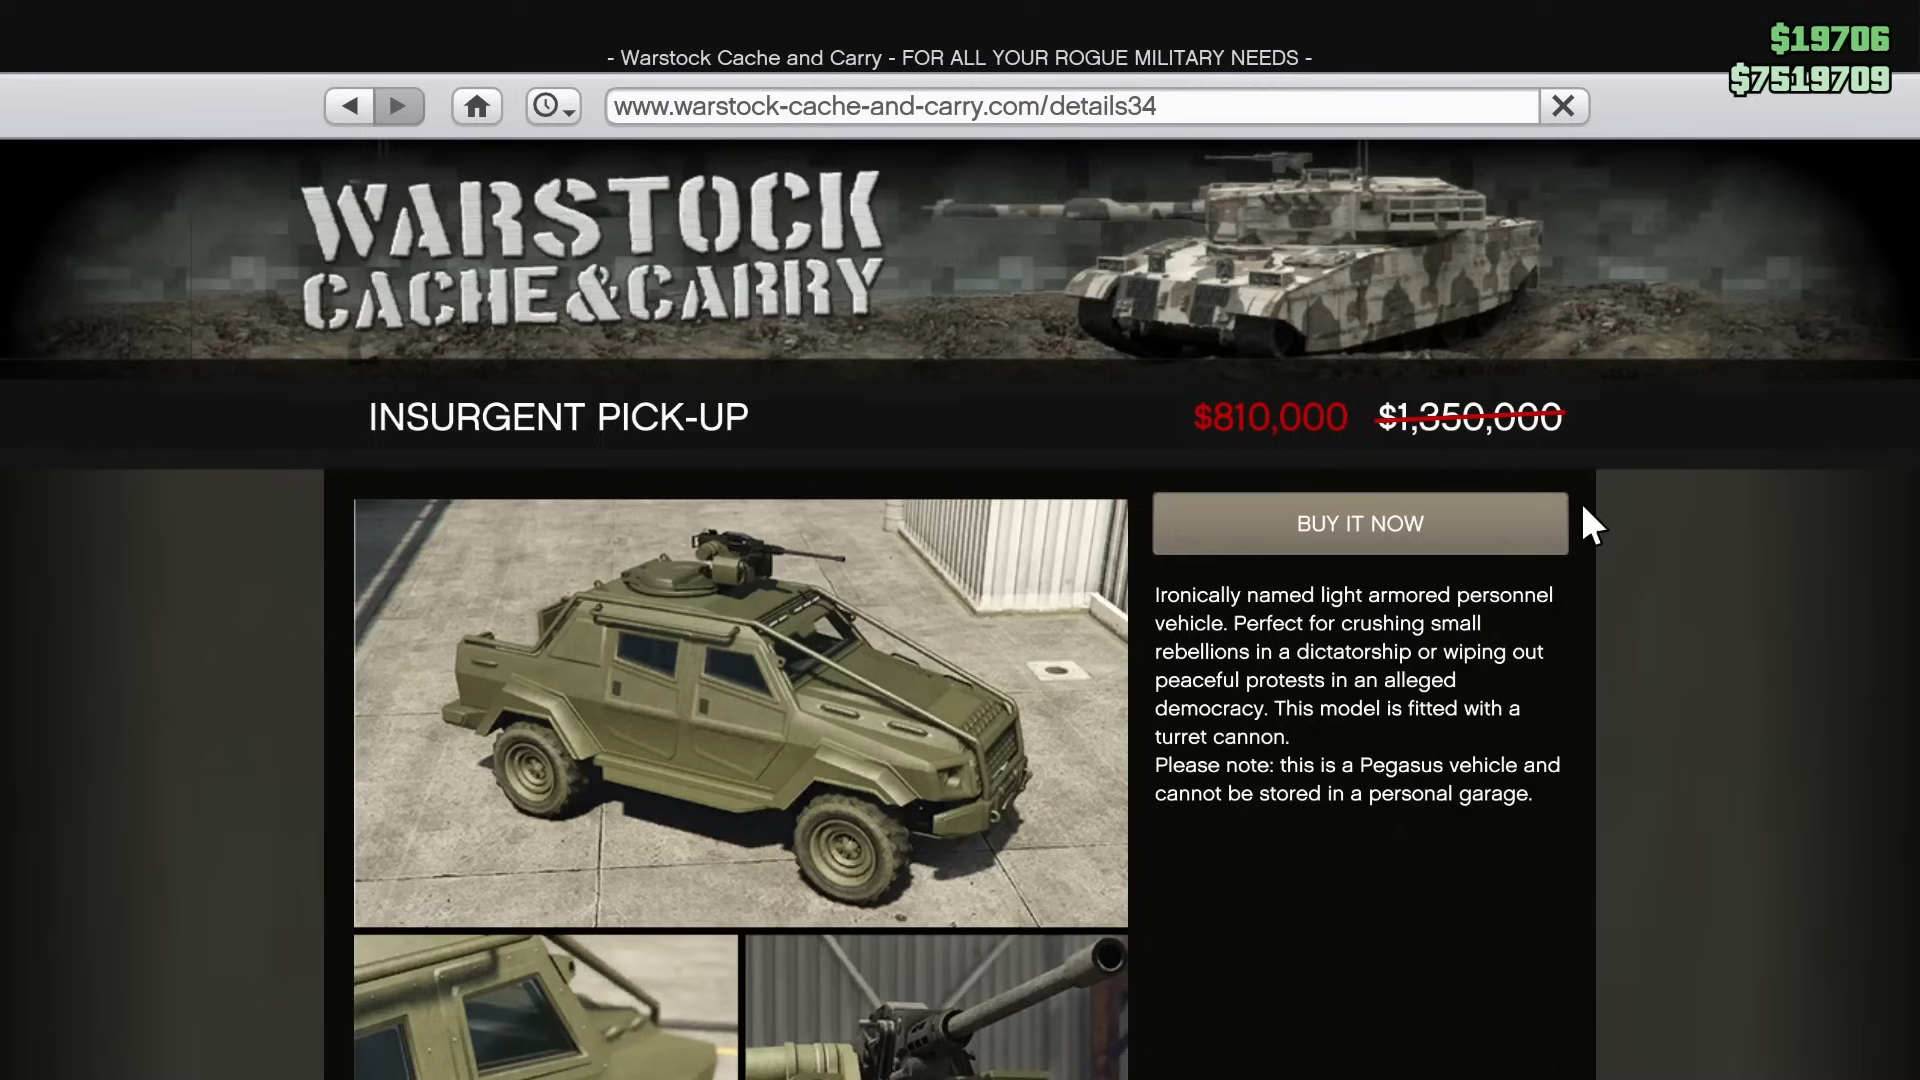 $19706
- Warstock Cache and Carry - FOR ALL YOUR ROGUE MILITARY NEEDS -
$7519709
www.warstock-cache-and-carry.com/details34
WARSTOCK
CACHE & CARRY
INSURGENT PICK-UP
$810,000 $1,350,000
BUY IT NOW
Ironically named light armored personnel
vehicle. Perfect for crushing small
rebellions in a dictatorship or wiping out
peaceful protests in an alleged
democracy. This model is fitted with a
turret cannon.
Please note: this is a Pegasus vehicle and
cannot be stored in a personal garage.